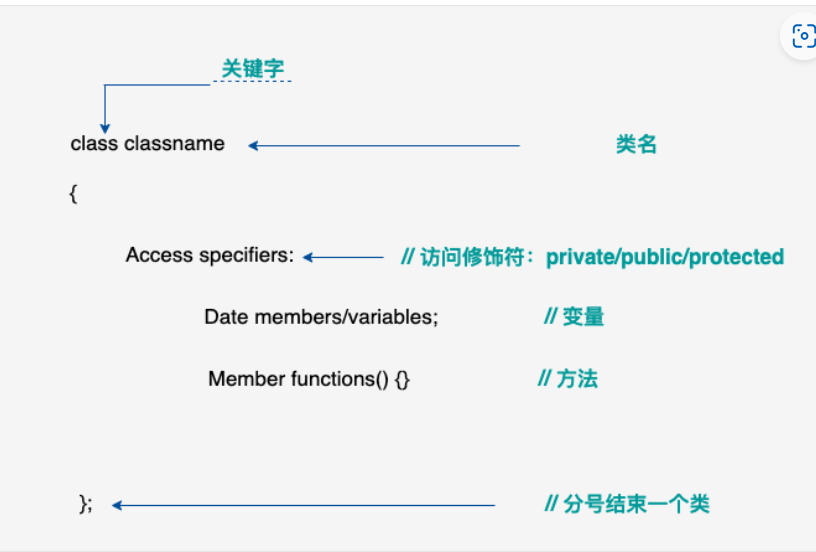 关键字
class classname 类名
{
Access specifiers: // 访问修饰符：private/public/protected
Date members/variables; // 变量
Member functions() {} // 方法
}; // 分号结束一个类